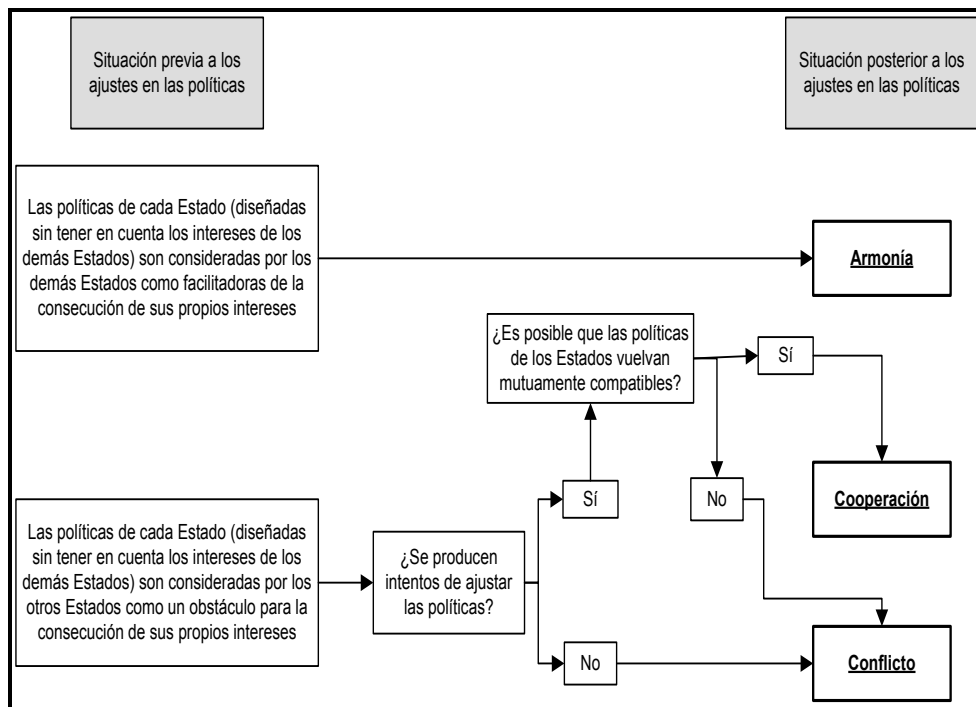 Situación previa a los
ajustes en las políticas
Situación posterior a los
ajustes en las políticas
Las políticas de cada Estado (diseñadas
sin tener en cuenta los intereses de los
demás Estados) son consideradas por los
demás Estados como facilitadoras de la
consecución de sus propios intereses
Armonía
¿Es posible que las políticas
de los Estados vuelvan
mutuamente compatibles?
Sí
Las políticas de cada Estado (diseñadas
sin tener en cuenta los intereses de los
demás Estados) son consideradas por los
otros Estados como un obstáculo para la
consecución de sus propios intereses
¿Se producen
intentos de ajustar
las políticas?
Sí
No
Cooperación
No
Conflicto